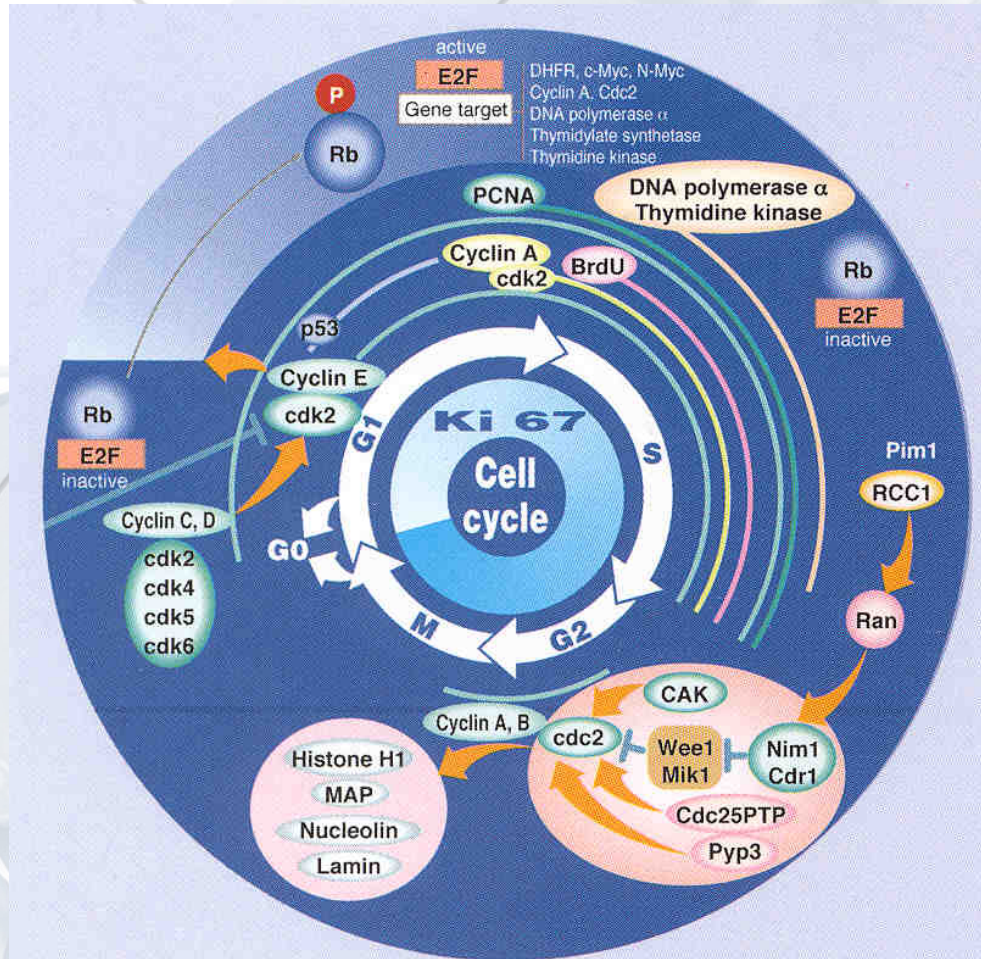 active
E2F
Gene target
DHFR, c-Myc, N-Myc
Cyclin A, Cdc2
DNA polymerase α
Thymidylate synthetase
Thymidine kinase
P
Rb
PCNA
DNA polymerase α
Thymidine kinase
Cyclin A
cdk2
BrdU
Rb
E2F
inactive
p53
Cyclin E
cdk2
Rb
E2F
inactive
Ki 67
Cell
cycle
G1
S
G2
M
G0
Pim1
RCC1
Ran
Cyclin C, D
cdk2
cdk4
cdk5
cdk6
Cyclin A, B
cdc2
CAK
Wee1
Mik1
Nim1
Cdr1
Cdc25PTP
Pyp3
Histone H1
MAP
Nucleolin
Lamin